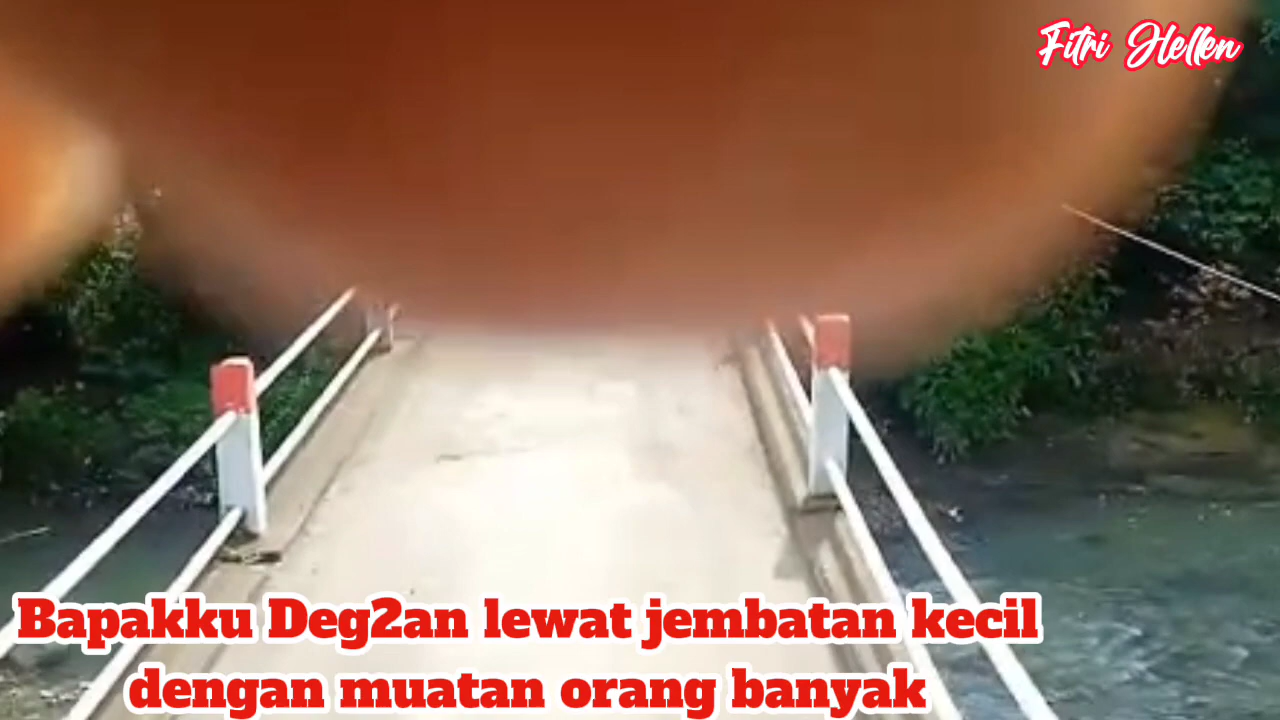 Fitri Hellen
Bapakku Deg2an lewat jembatan kecil
dengan muatan orang banyak